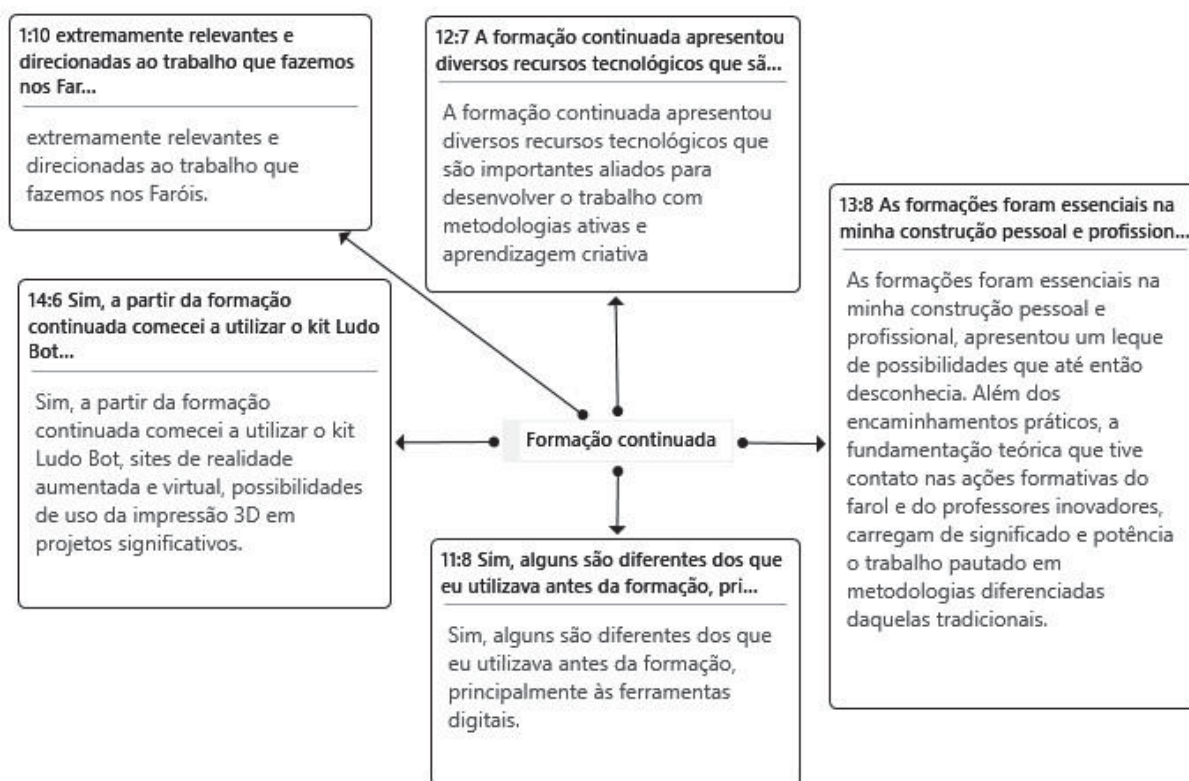 1:10 extremamente relevantes e
direcionadas ao trabalho que fazemos
nos Far...
extremamente relevantes e
direcionadas ao trabalho que
fazemos nos Faróis.
12:7 A formação continuada apresentou
diversos recursos tecnológicos que sã...
A formação continuada apresentou
diversos recursos tecnológicos que
são importantes aliados para
desenvolver o trabalho com
metodologias ativas e
aprendizagem criativa
13:8 As formações foram essenciais na
minha construção pessoal e profission...
As formações foram essenciais na
minha construção pessoal e
profissional, apresentou um leque
de possibilidades que até então
desconhecia. Além dos
encaminhamentos práticos, a
fundamentação teórica que tive
contato nas ações formativas do
farol e do professores inovadores,
carregam de significado e potência
o trabalho pautado em
metodologias diferenciadas
daquelas tradicionais.
14:6 Sim, a partir da formação
continuada comecei a utilizar o kit Ludo
Bot...
Sim, a partir da formação
continuada comecei a utilizar o kit
Ludo Bot, sites de realidade
aumentada e virtual, possibilidades
de uso da impressão 3D em
projetos significativos.
Formação continuada
11:8 Sim, alguns são diferentes dos que
eu utilizava antes da formação, pri...
Sim, alguns são diferentes dos que
eu utilizava antes da formação,
principalmente às ferramentas
digitais.